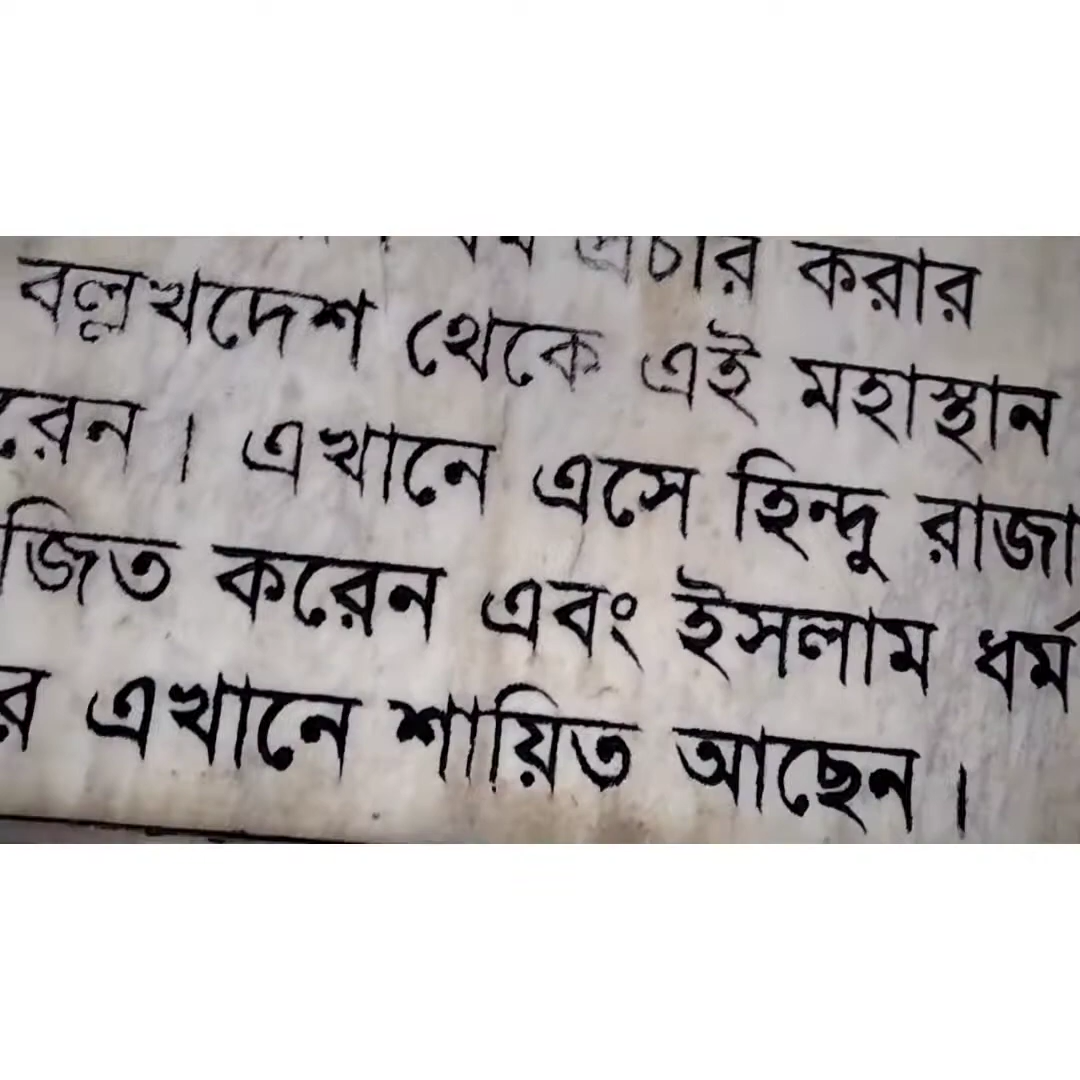 প্রচার করার
বল্লখদেশ থেকে এই মহাস্থান
রেন । এখানে এসে হিন্দু রাজা
জিত করেন এবং ইসলাম ধর্ম
র এখানে শায়িত আছেন ।